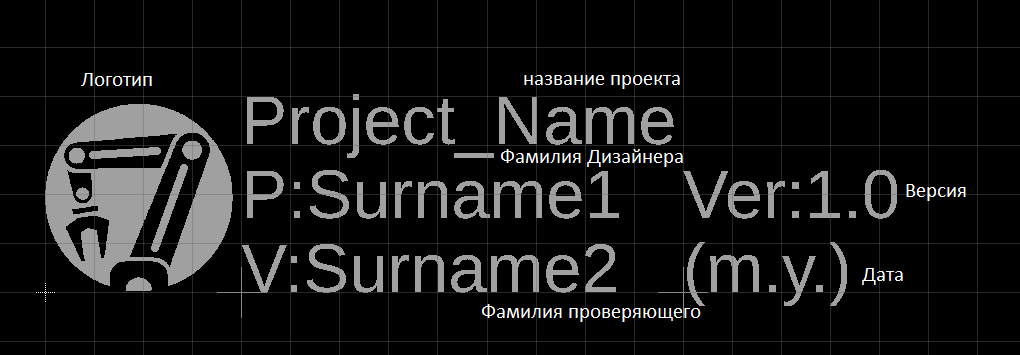 Логотип
название проекта
Project_Name
Фамилия Дизайнера
P:Surname1 Ver:1.0 Версия
V:Surname2 (m.y.) Дата
Фамилия проверяющего